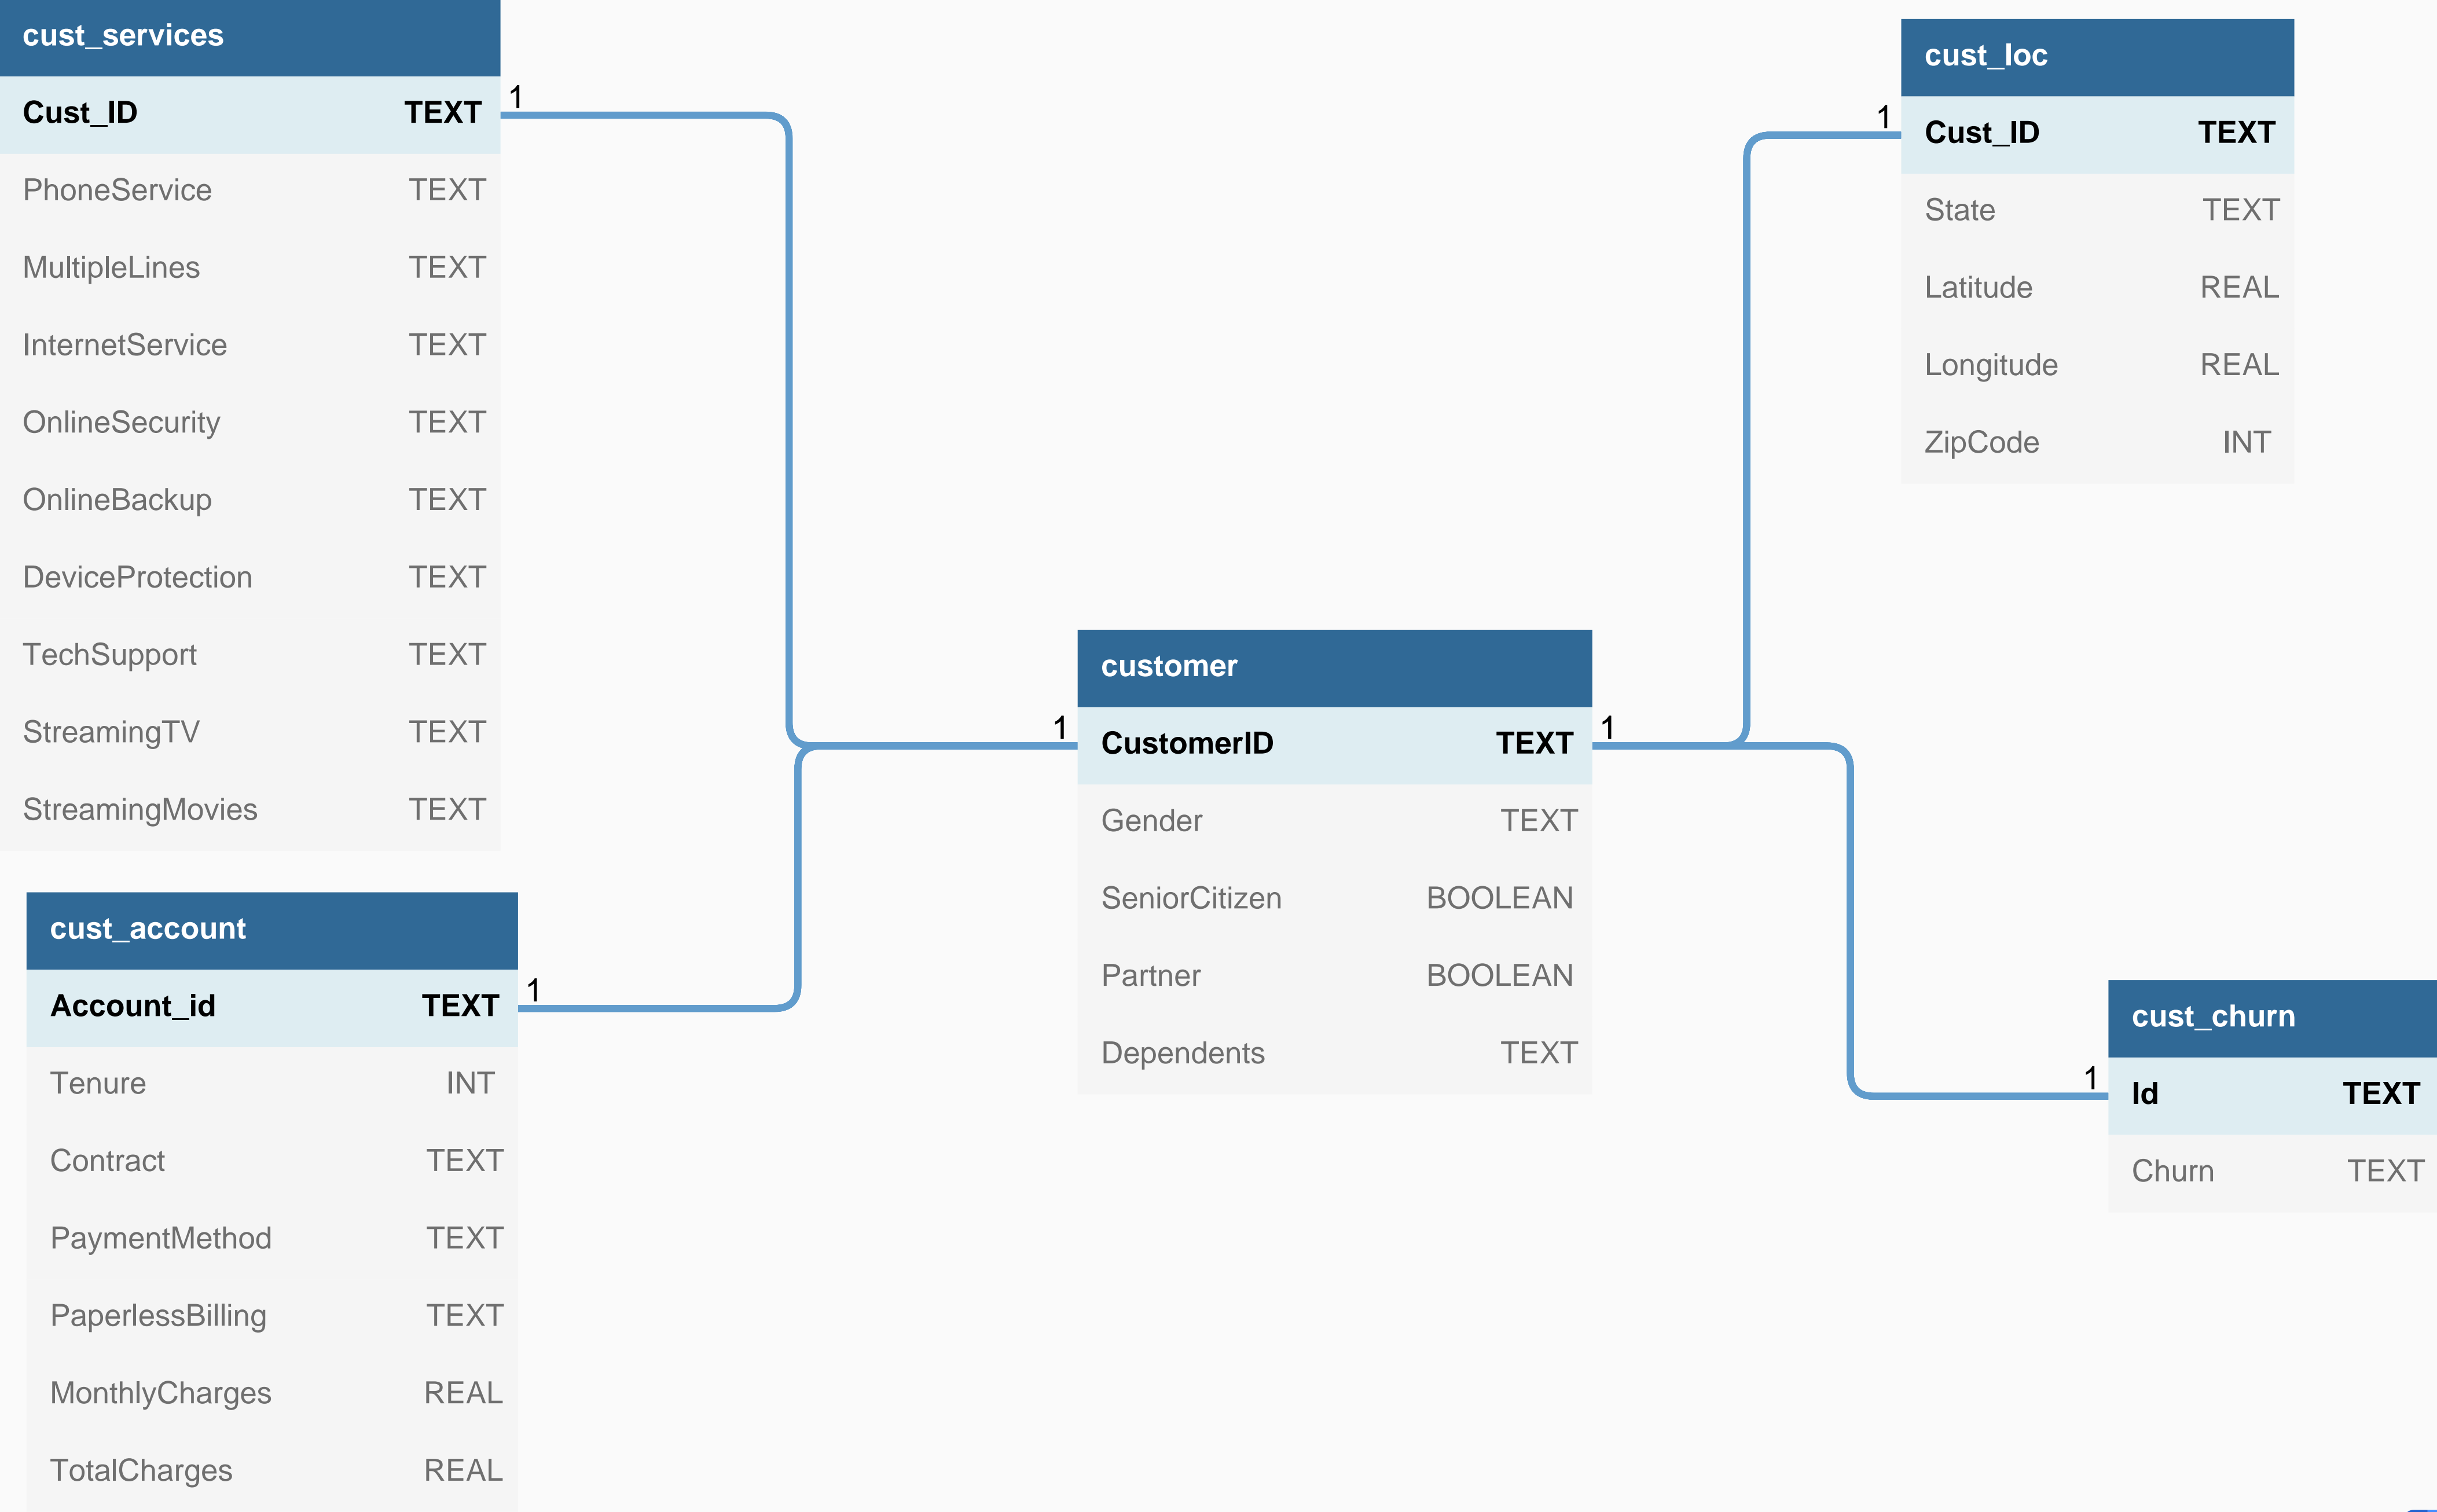 cust_services
Cust_ID TEXT
PhoneService TEXT
MultipleLines TEXT
InternetService TEXT
OnlineSecurity TEXT
OnlineBackup TEXT
DeviceProtection TEXT
TechSupport TEXT
StreamingTV TEXT
StreamingMovies TEXT
1
cust_account
Account_id TEXT
Tenure INT
Contract TEXT
PaymentMethod TEXT
PaperlessBilling TEXT
MonthlyCharges REAL
TotalCharges REAL
1
customer
1 CustomerID TEXT 1
Gender TEXT
SeniorCitizen BOOLEAN
Partner BOOLEAN
Dependents TEXT
cust_loc
1 Cust_ID TEXT
State TEXT
Latitude REAL
Longitude REAL
ZipCode INT
cust_churn
1 Id TEXT
Churn TEXT